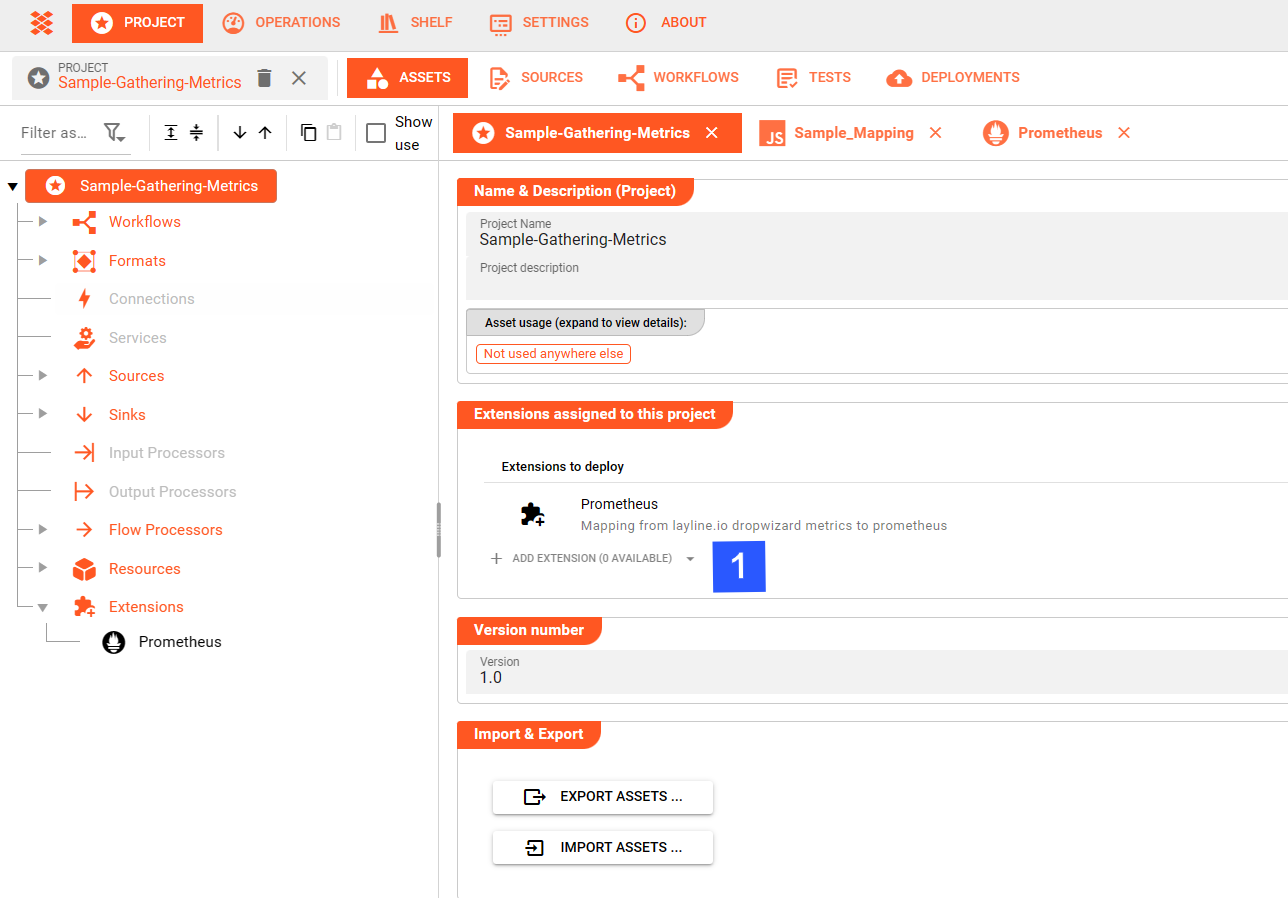 PROJECT OPERATIONS SHELF SETTINGS ABOUT
PROJECT
Sample-Gathering-Metrics
ASSETS SOURCES WORKFLOWS TESTS DEPLOYMENTS
Filter as...
Show
use
Sample-Gathering-Metrics
Workflows
Formats
Connections
Services
Sources
Sinks
Input Processors
Output Processors
Flow Processors
Resources
Extensions
Prometheus
Sample-Gathering-Metrics JS Sample_Mapping Prometheus
Name & Description (Project)
Project Name
Sample-Gathering-Metrics
Project description
Asset usage (expand to view details):
Not used anywhere else
Extensions assigned to this project
Extensions to deploy
Prometheus
Mapping from layline.io dropwizard metrics to prometheus
ADD EXTENSION (0 AVAILABLE) 1
Version number
Version
1.0
Import & Export
EXPORT ASSETS ...
IMPORT ASSETS ...